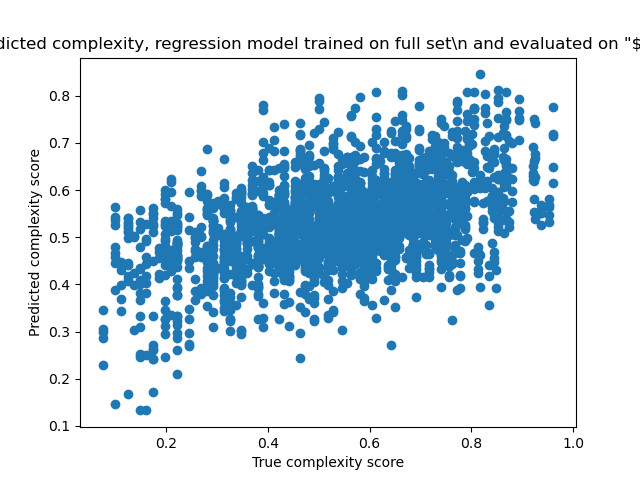 dicted complexity, regression model trained on full set\n and evaluated on "$
0.8
0.7
0.6
0.5
0.4
0.3
0.2
0.1
Predicted complexity score
0.2 0.4 0.6 0.8 1.0
True complexity score